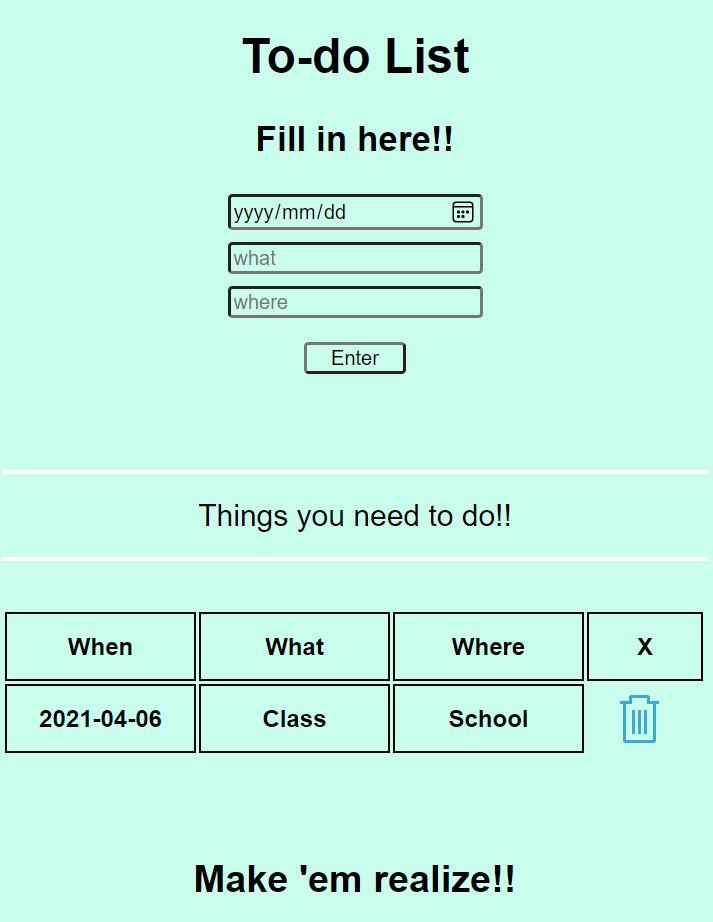 To-do List
Fill in here!!
yyyy/mm/dd
what
where
Enter
Things you need to do!!
When What Where X
2021-04-06 Class School
Make 'em realize!!